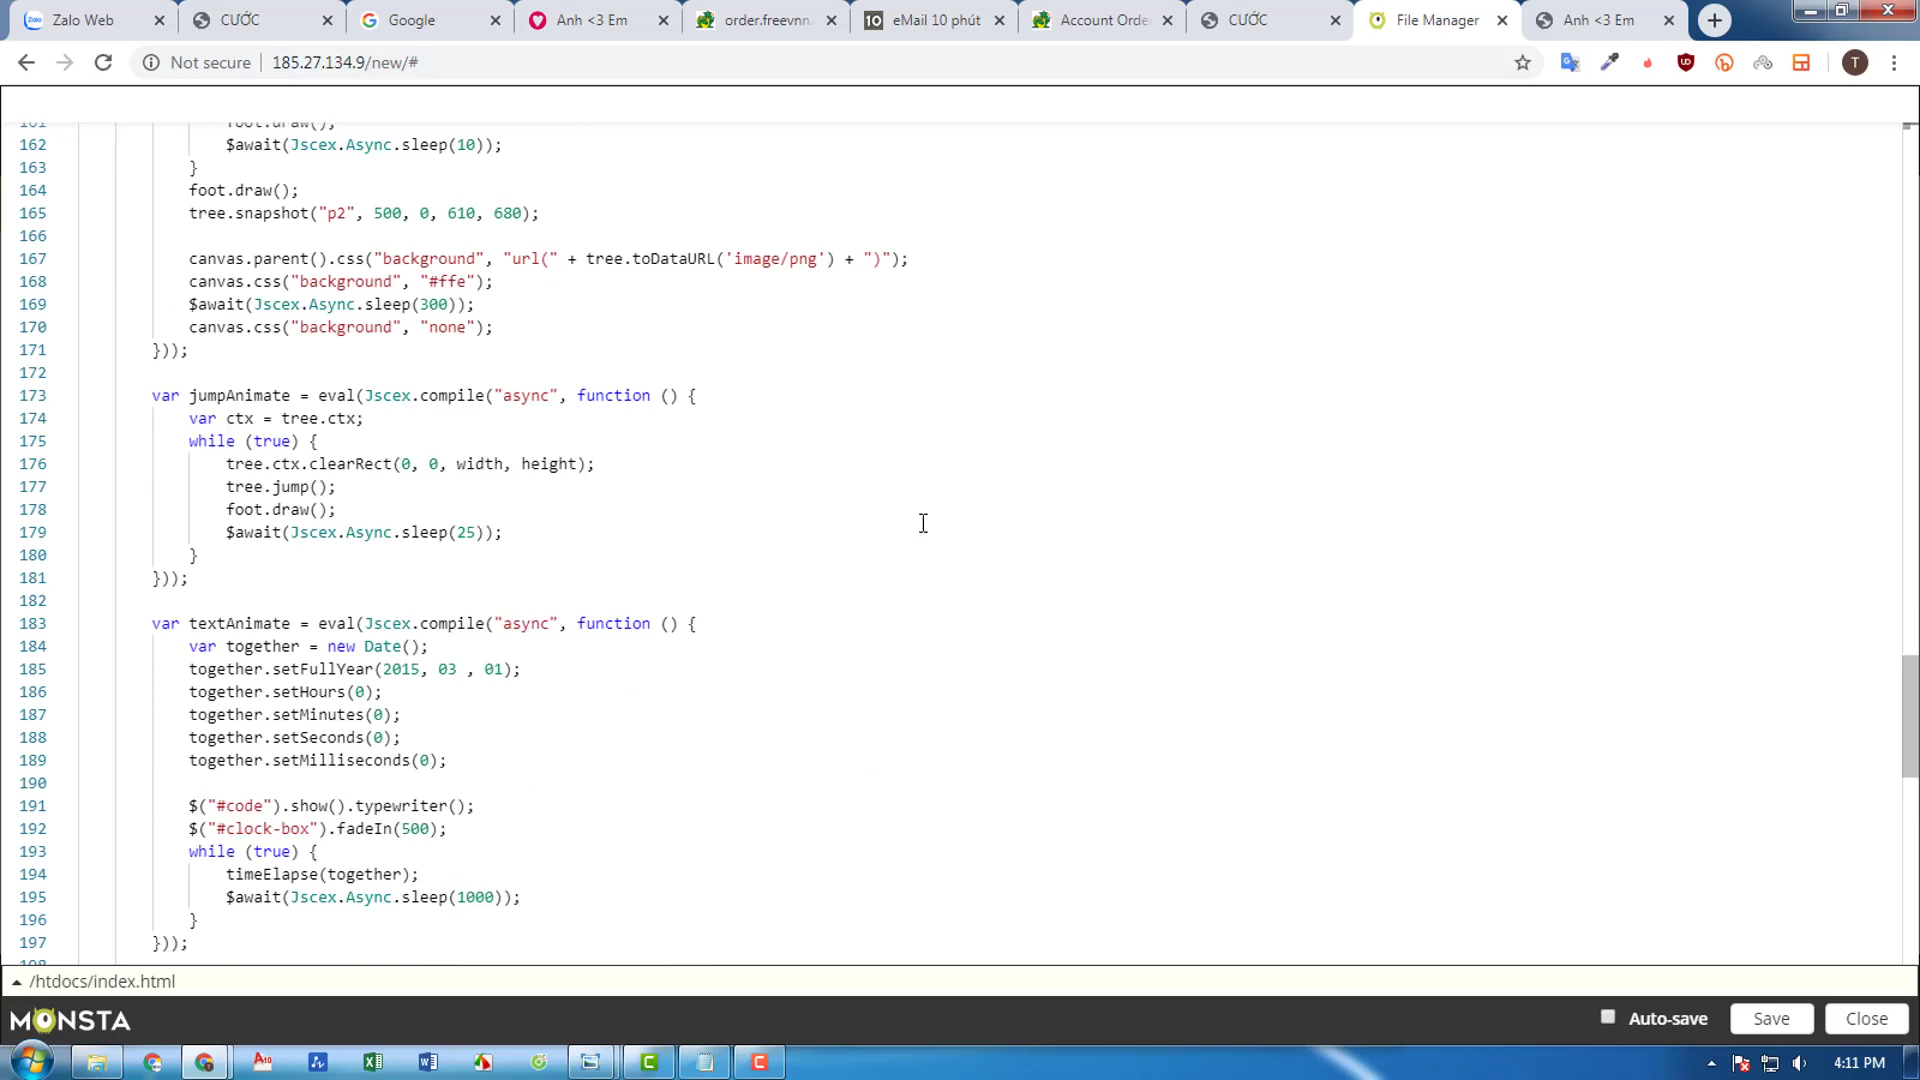 Zalo Web
CƯỚC
Google
Anh <3 Em
order.freevnn.
eMail 10 phút
Account Orde
CƯỚC
File Manager
Anh <3 Em
Not secure
185.27.134.9/new/#
T
161 foot.draw();
162 $await(Jscex.Async.sleep(10));
163 }
164 foot.draw();
165 tree.snapshot("p2", 500, 0, 610, 680);
166
167 canvas.parent().css("background", "url(" + tree.toDataURL('image/png') + ")");
168 canvas.css("background", "#ffe");
169 $await(Jscex.Async.sleep(300));
170 canvas.css("background", "none");
171 }));
172
173 var jumpAnimate = eval(Jscex.compile("async", function () {
174 var ctx = tree.ctx;
175 while (true) {
176 tree.ctx.clearRect(0, 0, width, height);
177 tree.jump();
178 foot.draw();
179 $await(Jscex.Async.sleep(25));
180 }
181 }));
182
183 var textAnimate = eval(Jscex.compile("async", function () {
184 var together = new Date();
185 together.setFullYear(2015, 03 , 01);
186 together.setHours(0);
187 together.setMinutes(0);
188 together.setSeconds(0);
189 together.setMilliseconds(0);
190
191 $("#code").show().typewriter();
192 $("#clock-box").fadeIn(500);
193 while (true) {
194 timeElapse(together);
195 $await(Jscex.Async.sleep(1000));
196 }
197 }));
198
/htdocs/index.html
MONSTA
Auto-save
Save
Close
4:11 PM